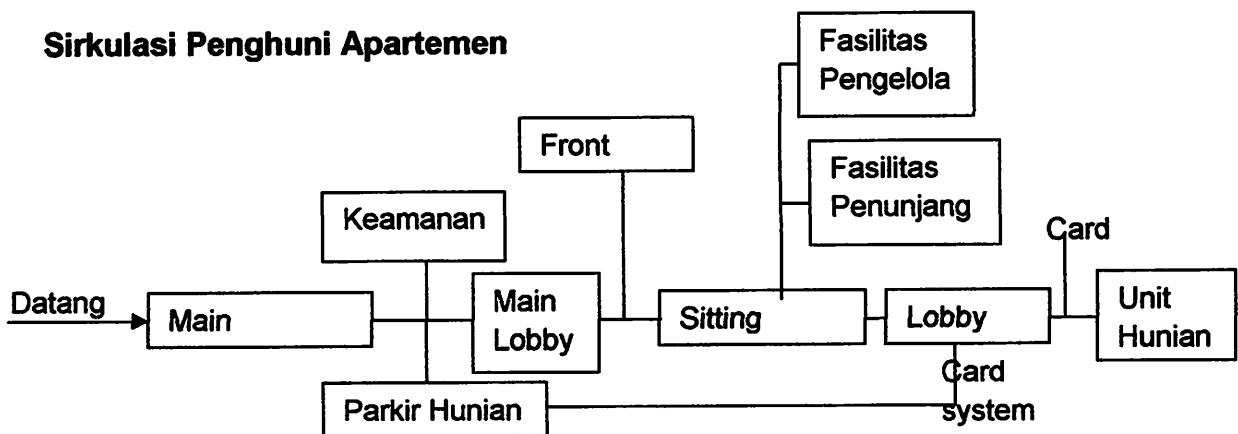 Sirkulasi Penghuni Apartemen
Fasilitas
Pengelola
Front
Fasilitas
Penunjang
Keamanan
Card
Datang
Main
Main
Lobby
Sitting
Lobby
Unit
Hunian
Parkir Hunian
Card
system